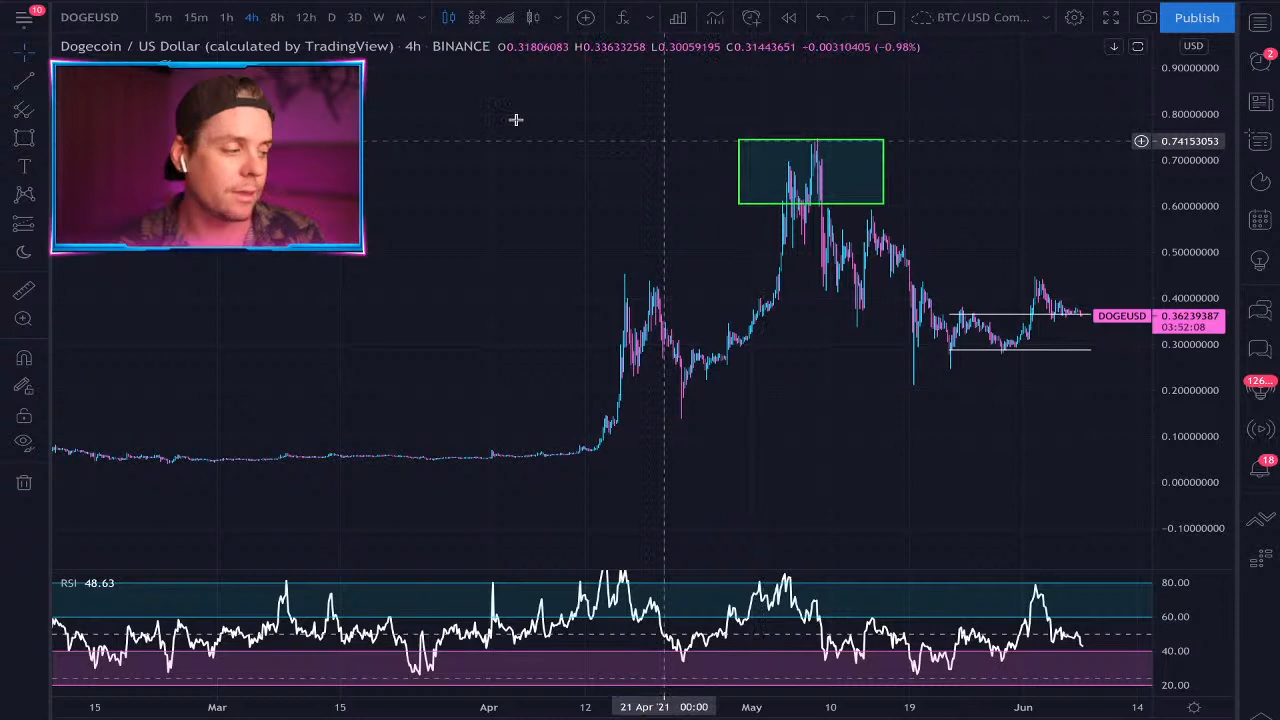 10
DOGEUSD
5m 15m 1h 4h 8h 12h D 3D W M
BTC/USD Com...
Publish
Dogecoin / US Dollar (calculated by TradingView) · 4h · BINANCE O0.31806083 H0.33633258 L0.30059195 C0.31443651 −0.00310405 (−0.98%)
USD
2
0.90000000
0.80000000
0.74153053
0.70000000
0.60000000
0.50000000
0.40000000
DOGEUSD 0.36239387
03:52:08
0.30000000
0.20000000
0.10000000
0.00000000
−0.10000000
126...
18
RSI 48.63
80.00
60.00
40.00
20.00
15 Mar 15 Apr 12 21 Apr '21 00:00 May 10 19 Jun 14